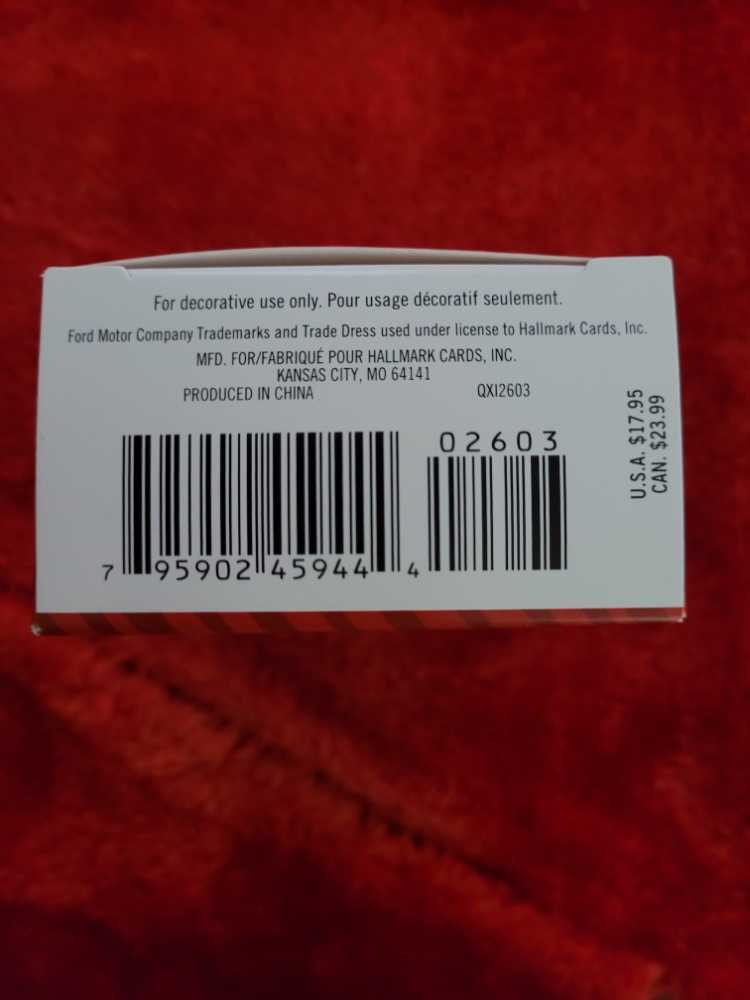 For decorative use only. Pour usage décoratif seulement.
Ford Motor Company Trademarks and Trade Dress used under license to Hallmark Cards, Inc.
MFD. FOR/FABRIQUÉ POUR HALLMARK CARDS, INC.
KANSAS CITY, MO 64141
PRODUCED IN CHINA QXI2603
U.S.A. $17.95
CAN. $23.99
02603
7 95902 45944 4